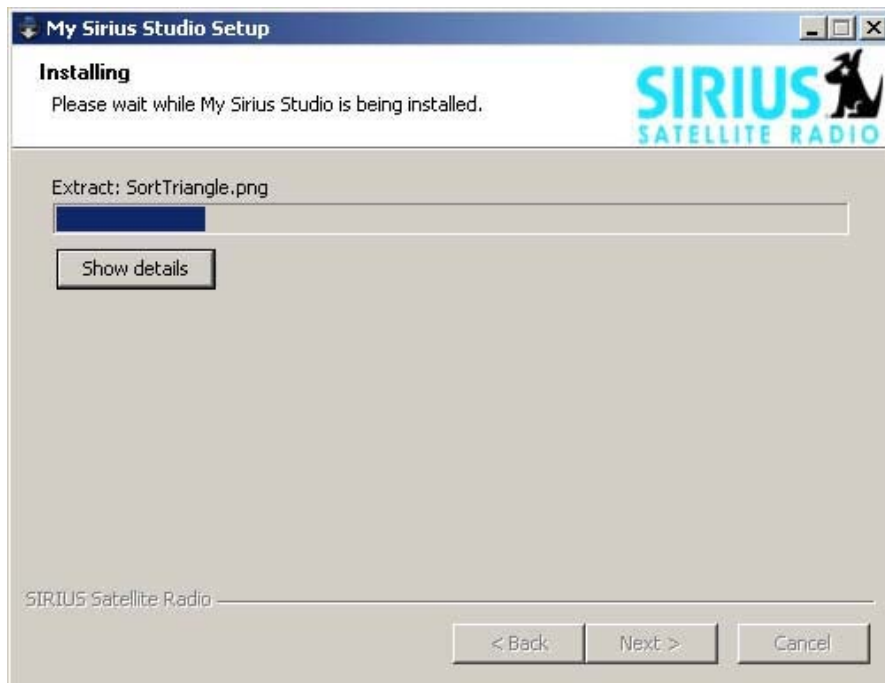 My Sirius Studio Setup
Installing
Please wait while My Sirius Studio is being installed.
SIRIUS
SATELLITE RADIO
Extract: SortTriangle.png
Show details
SIRIUS Satellite Radio
< Back
Next >
Cancel